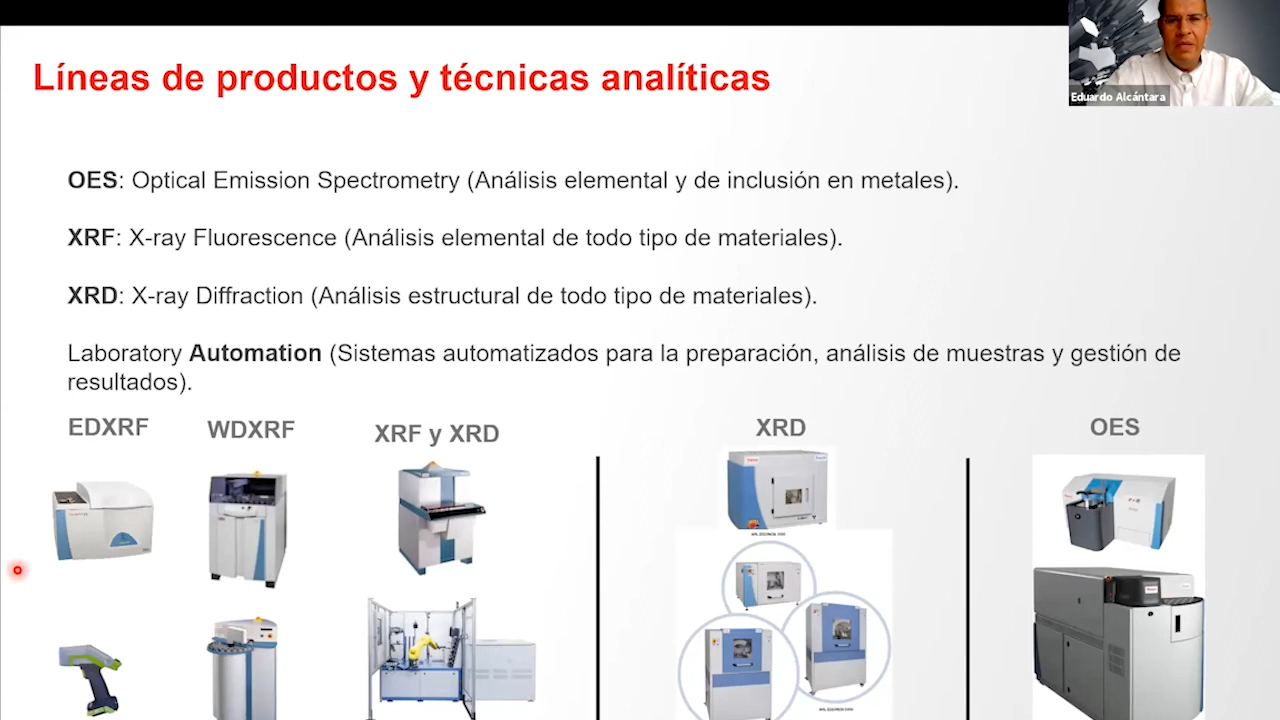 Líneas de productos y técnicas analíticas
Eduardo Alcántara
OES: Optical Emission Spectrometry (Análisis elemental y de inclusión en metales).
XRF: X-ray Fluorescence (Análisis elemental de todo tipo de materiales).
XRD: X-ray Diffraction (Análisis estructural de todo tipo de materiales).
Laboratory Automation (Sistemas automatizados para la preparación, análisis de muestras y gestión de
resultados).
EDXRF
WDXRF
XRF y XRD
XRD
OES